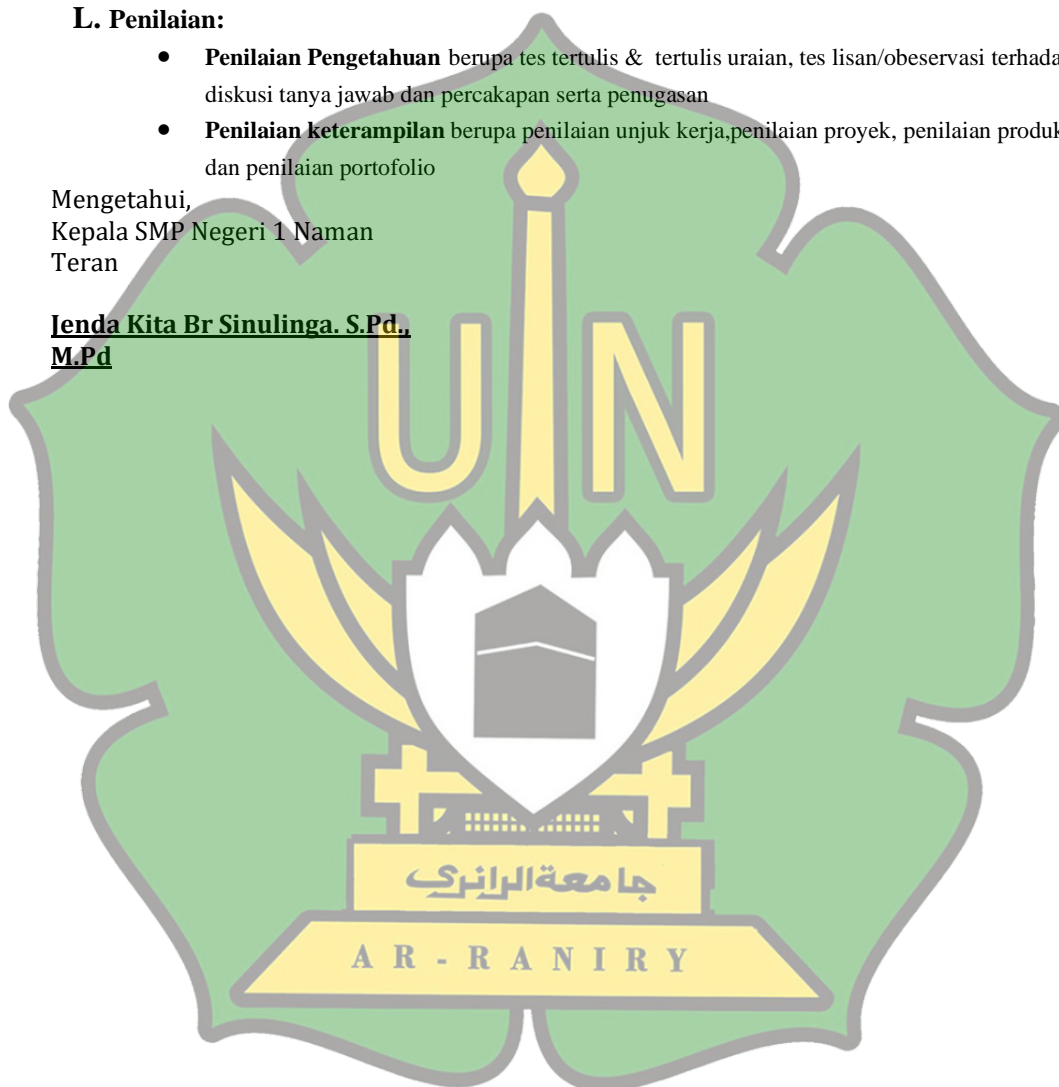 L. Penilaian:
● Penilaian Pengetahuan berupa tes tertulis & tertulis uraian, tes lisan/obeservasi terhada
diskusi tanya jawab dan percakapan serta penugasan
● Penilaian keterampilan berupa penilaian unjuk kerja,penilaian proyek, penilaian produk
dan penilaian portofolio
Mengetahui,
Kepala SMP Negeri 1 Naman
Teran
Jenda Kita Br Sinulinga. S.Pd.,
M.Pd
UIN
جامعةالرانري
AR-RANIRY